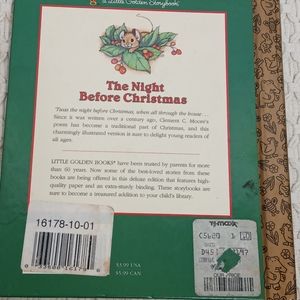 a Little Golden Storybook
The Night
Before Christmas
'Twas the night before Christmas, when all through the house . . .
Since it was written over a century ago, Clement C. Moore's
poem has become a traditional part of Christmas, and this
charmingly illustrated version is sure to delight young readers of
all ages.
LITTLE GOLDEN BOOKS® have been trusted by parents for more
than 60 years. Now some of the best-loved stories from these
books are being offered in this deluxe edition that features high-
quality paper and an extra-sturdy binding. These storybooks are
sure to become a treasured addition to your child's library.
16178-10-01
$3.99 USA
$5.99 CAN